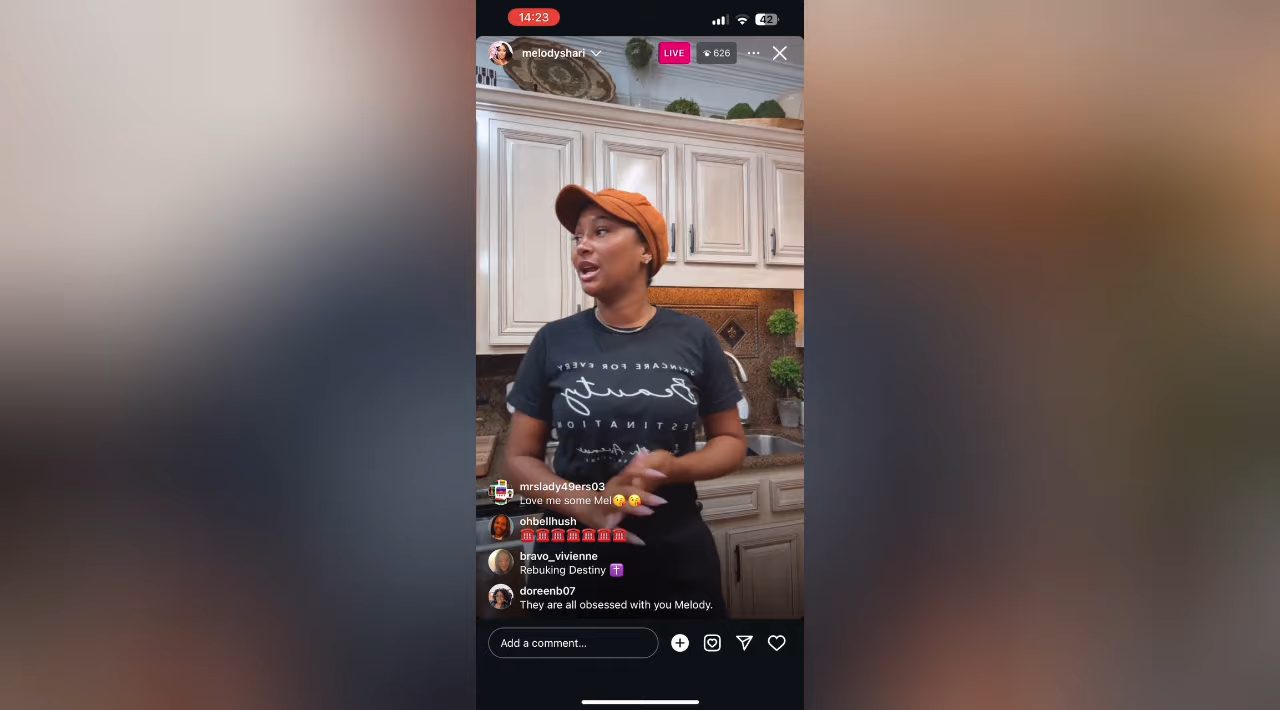 14:23
42
melodyshari
LIVE
626
SKINCARE FOR EVERY
Beauty
DESTINATION
mrslady49ers03
Love me some Mel😘😘
ohbellhush
☎️☎️☎️☎️☎️☎️☎️
bravo_vivienne
Rebuking Destiny ✝️
doreenb07
They are all obsessed with you Melody.
Add a comment...